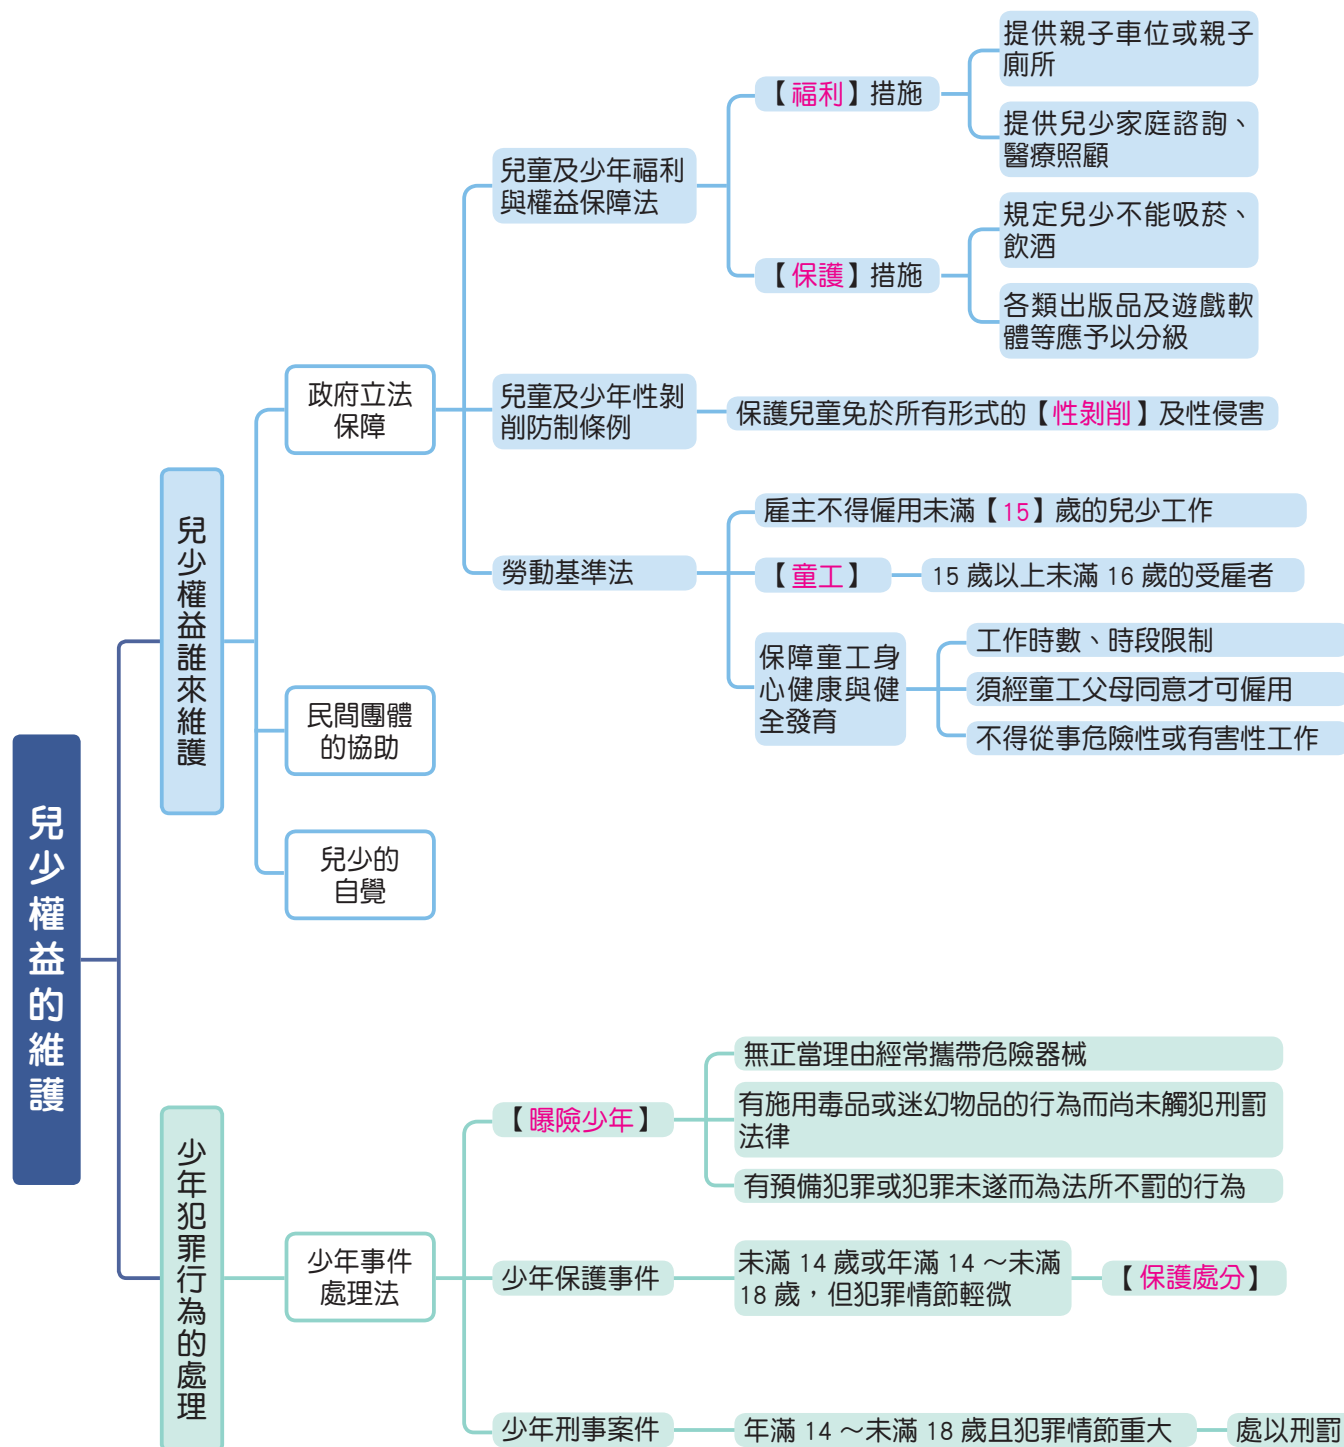 兒少權益的維護
兒少權益誰來維護
政府立法
保障
兒童及少年福利
與權益保障法
【福利】措施
提供親子車位或親子
廁所
提供兒少家庭諮詢、
醫療照顧
【保護】措施
規定兒少不能吸菸、
飲酒
各類出版品及遊戲軟
體等應予以分級
兒童及少年性剝
削防制條例
保護兒童免於所有形式的【性剝削】及性侵害
勞動基準法
雇主不得僱用未滿【15】歲的兒少工作
【童工】
15 歲以上未滿 16 歲的受雇者
保障童工身
心健康與健
全發育
工作時數、時段限制
須經童工父母同意才可僱用
不得從事危險性或有害性工作
民間團體
的協助
兒少的
自覺
少年犯罪行為的處理
少年事件
處理法
【曝險少年】
無正當理由經常攜帶危險器械
有施用毒品或迷幻物品的行為而尚未觸犯刑罰
法律
有預備犯罪或犯罪未遂而為法所不罰的行為
少年保護事件
未滿 14 歲或年滿 14 ～未滿
18 歲，但犯罪情節輕微
【保護處分】
少年刑事案件
年滿 14 ～未滿 18 歲且犯罪情節重大
處以刑罰